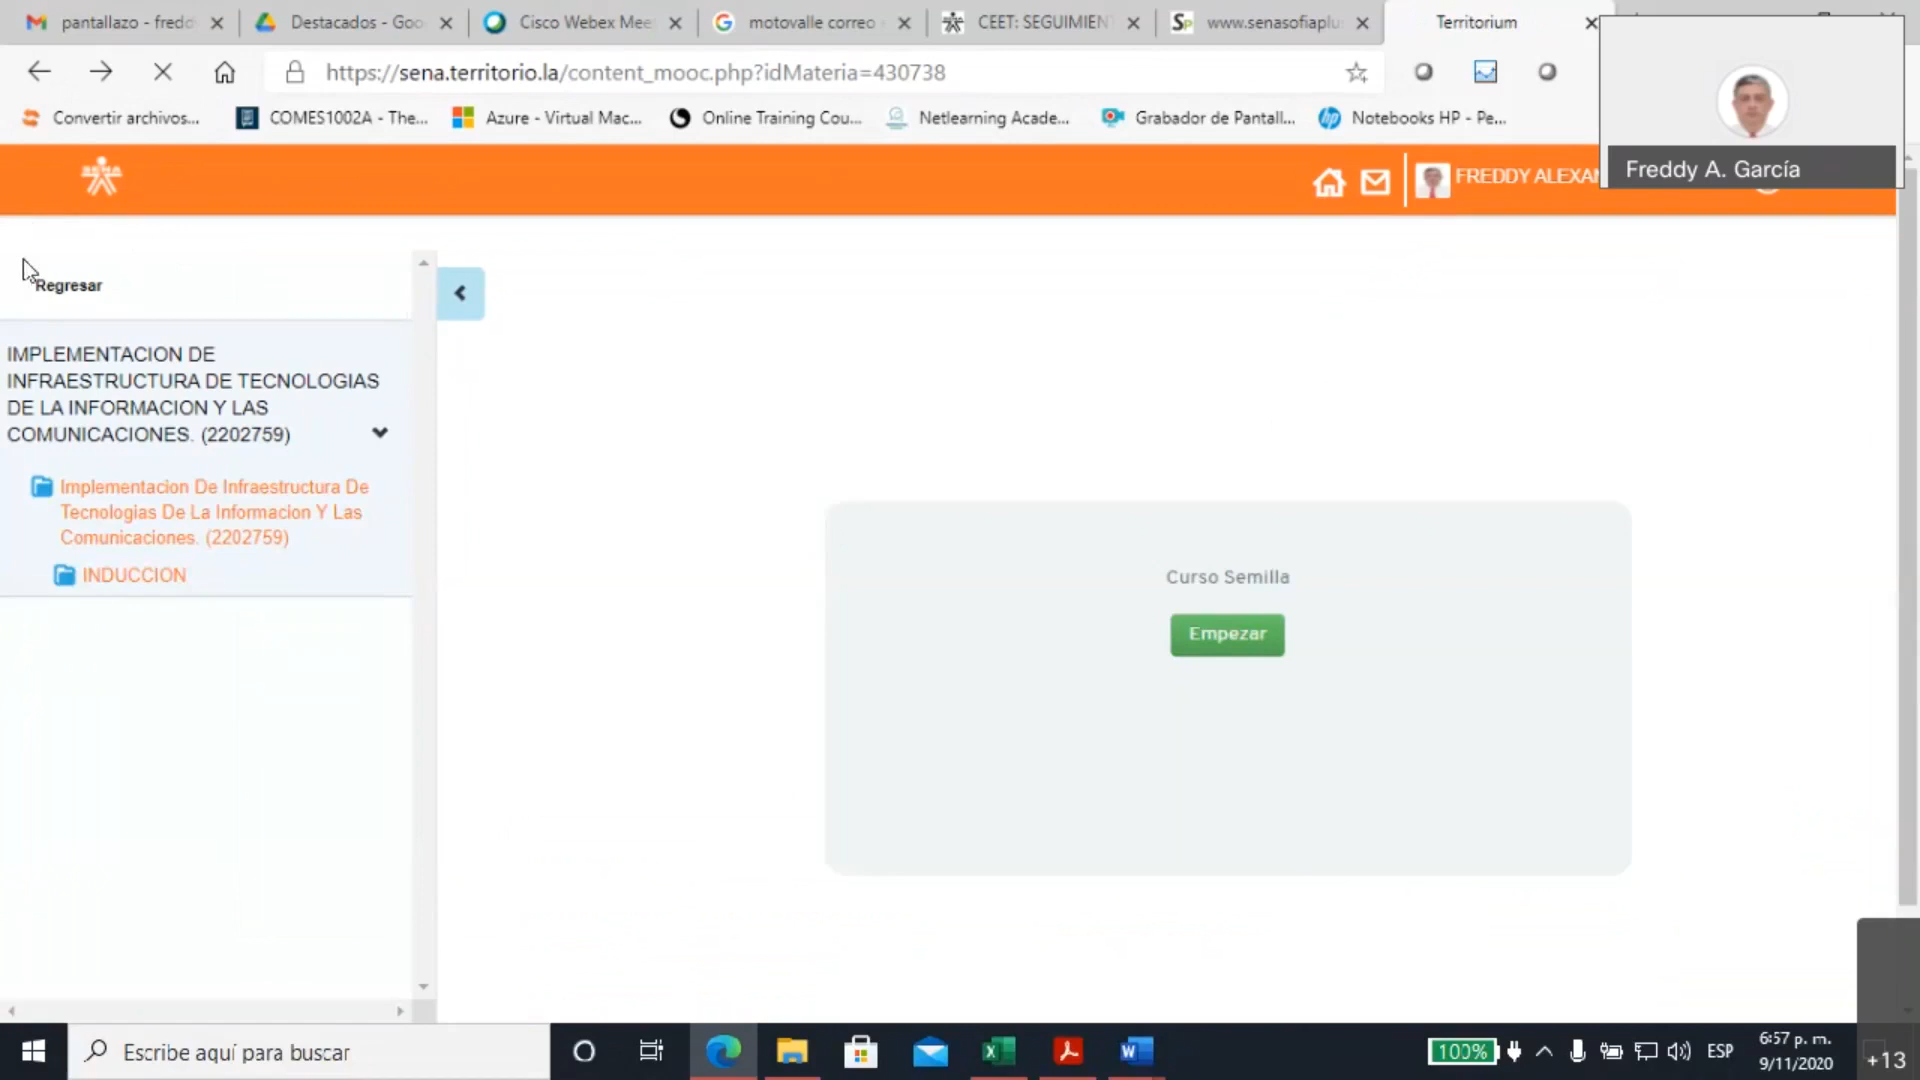 pantallazo - fredd
Destacados - Goo
Cisco Webex Mee
motovalle correo
CEET: SEGUIMIEN
www.senasofiaplu
Territorium
https://sena.territorio.la/content_mooc.php?idMateria=430738
Convertir archivos...
COMES1002A - The...
Azure - Virtual Mac...
Online Training Cou...
Netlearning Acade...
Grabador de Pantall...
Notebooks HP - Pe...
Freddy A. García
SENA
FREDDY ALEXAN
Regresar
IMPLEMENTACION DE
INFRAESTRUCTURA DE TECNOLOGIAS
DE LA INFORMACION Y LAS
COMUNICACIONES. (2202759)
Implementacion De Infraestructura De
Tecnologias De La Informacion Y Las
Comunicaciones. (2202759)
INDUCCION
Curso Semilla
Empezar
Escribe aquí para buscar
100%
ESP
6:57 p. m.
9/11/2020
+13